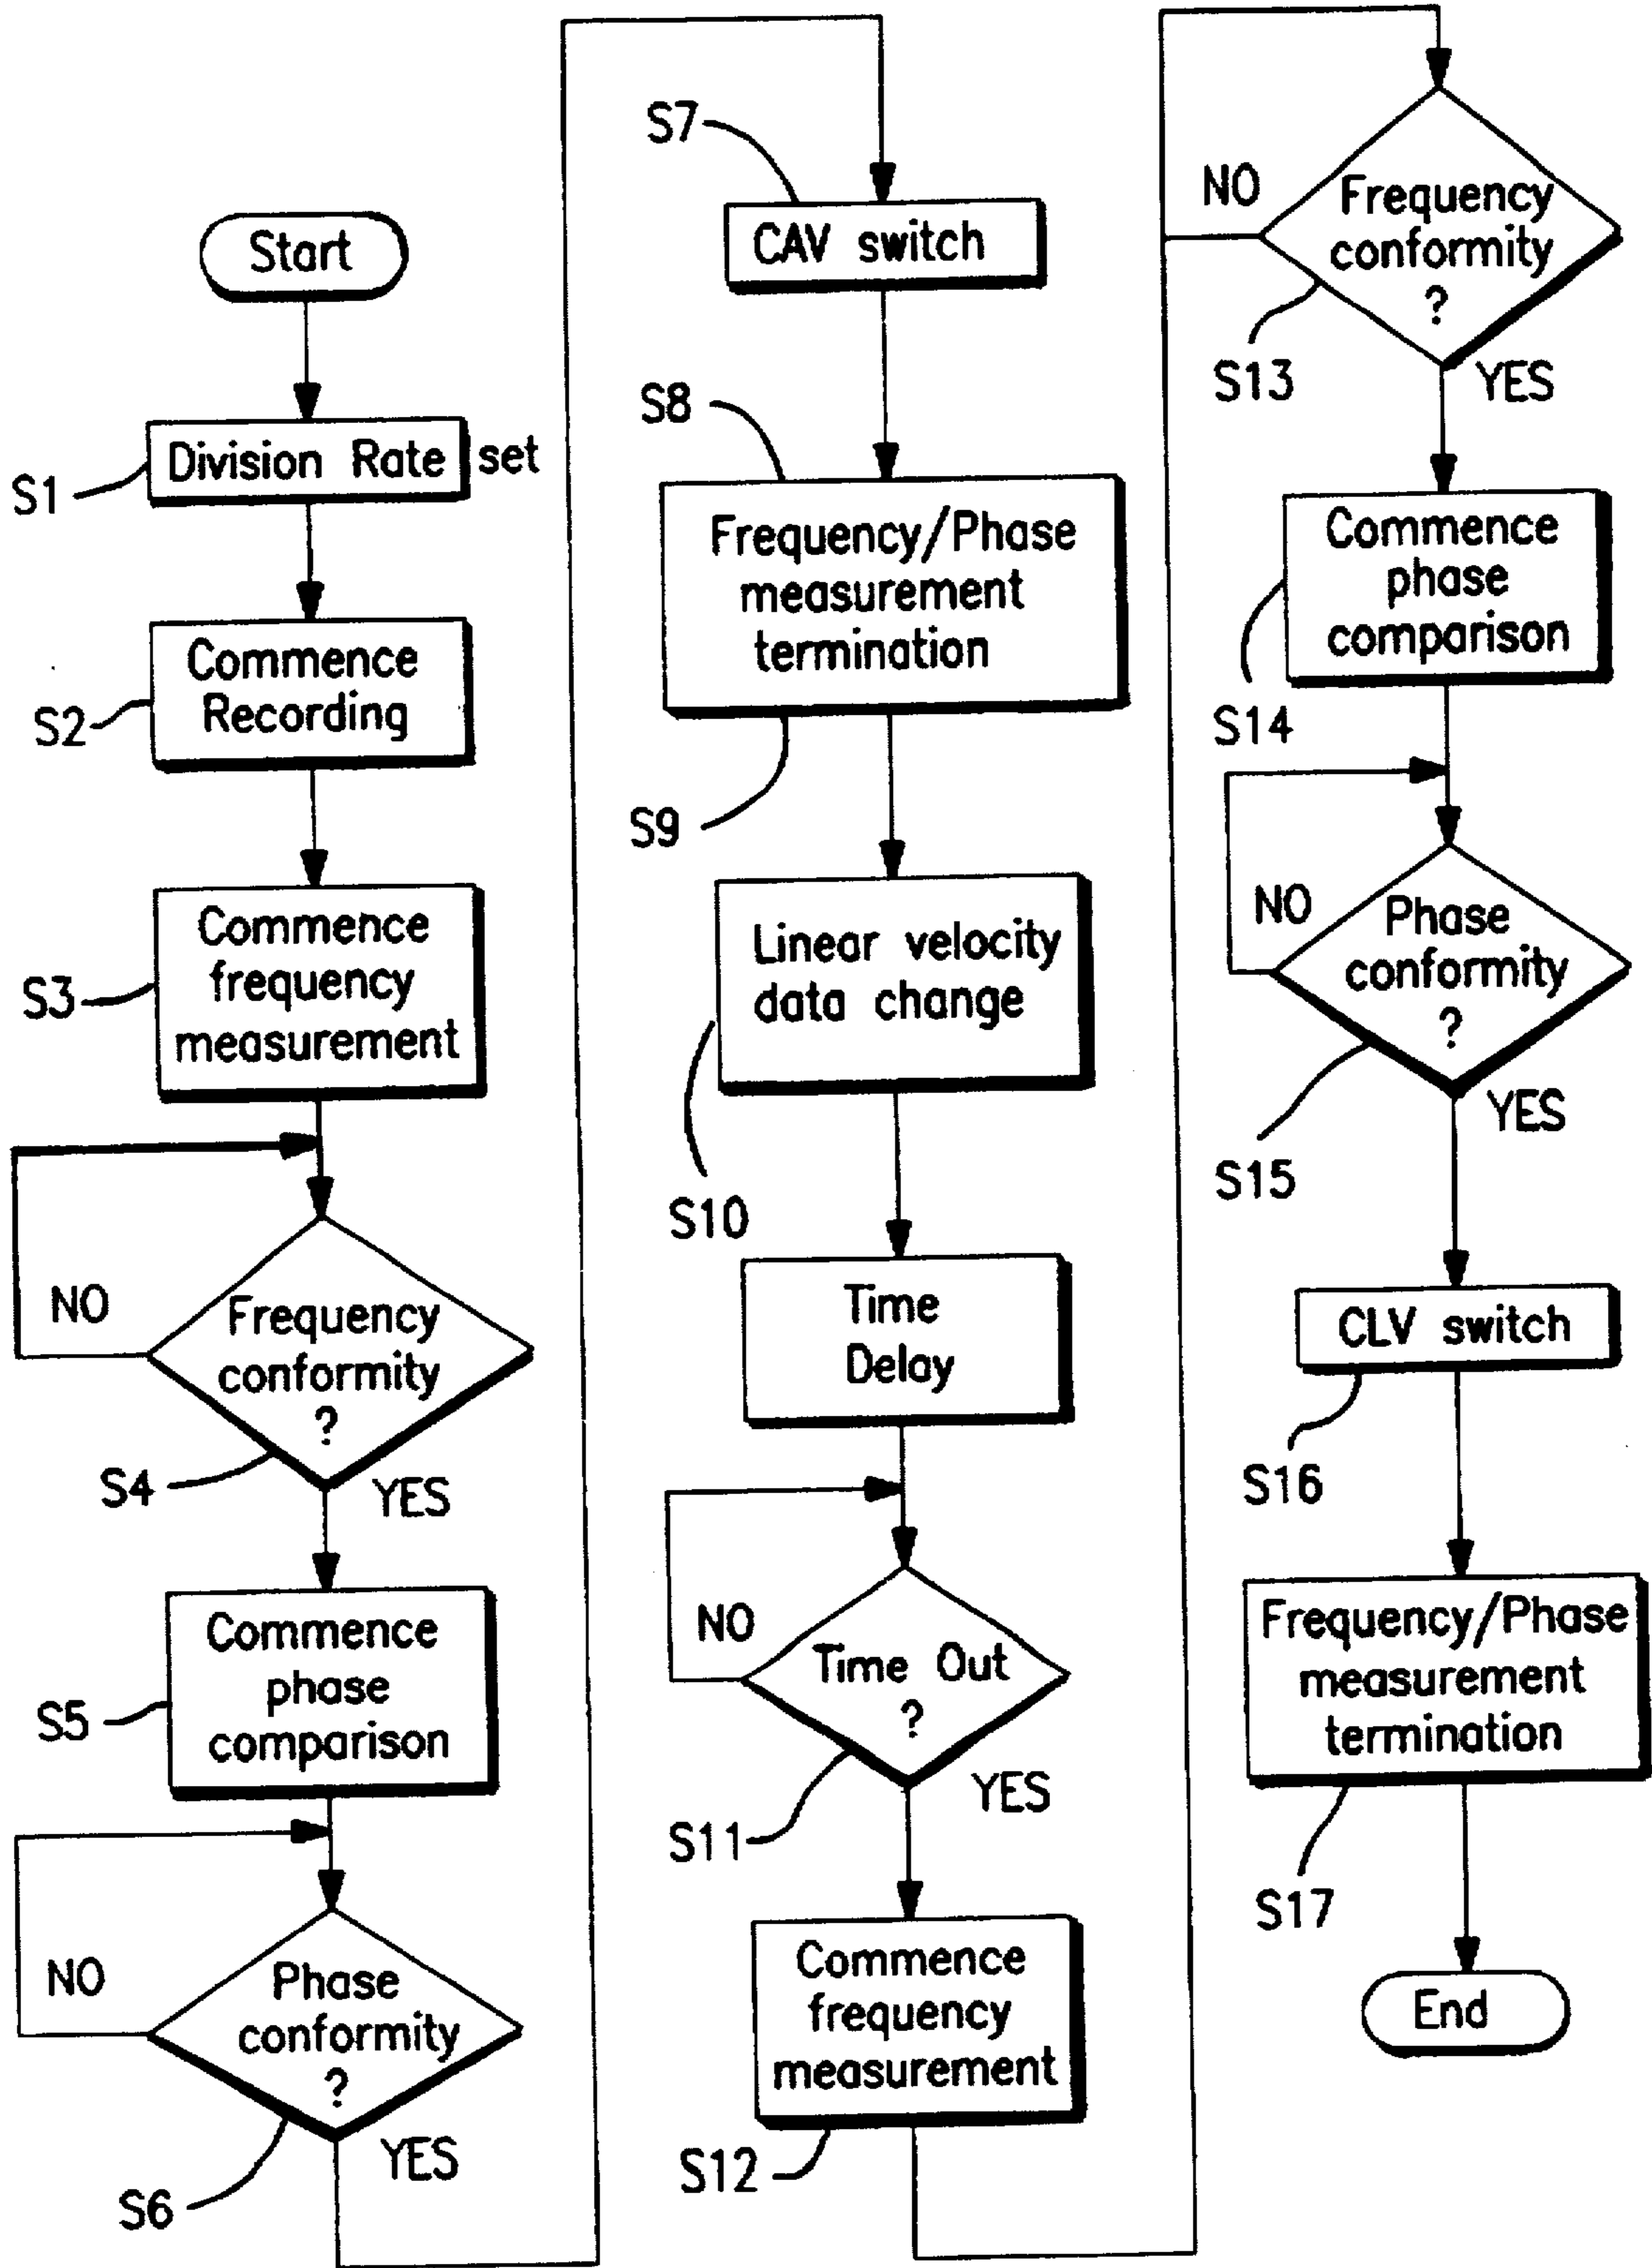 Start
S1
Division Rate set
S2
Commence
Recording
S3
Commence
frequency
measurement
NO
Frequency
conformity
?
S4
YES
S5
Commence
phase
comparison
NO
Phase
conformity
?
S6
YES
S7
CAV switch
S8
Frequency/Phase
measurement
termination
S9
Linear velocity
data change
S10
Time
Delay
NO
Time Out
?
S11
YES
Commence
frequency
measurement
S12
NO
Frequency
conformity
?
S13
YES
Commence
phase
comparison
S14
NO
Phase
conformity
?
S15
YES
CLV switch
S16
Frequency/Phase
measurement
termination
S17
End